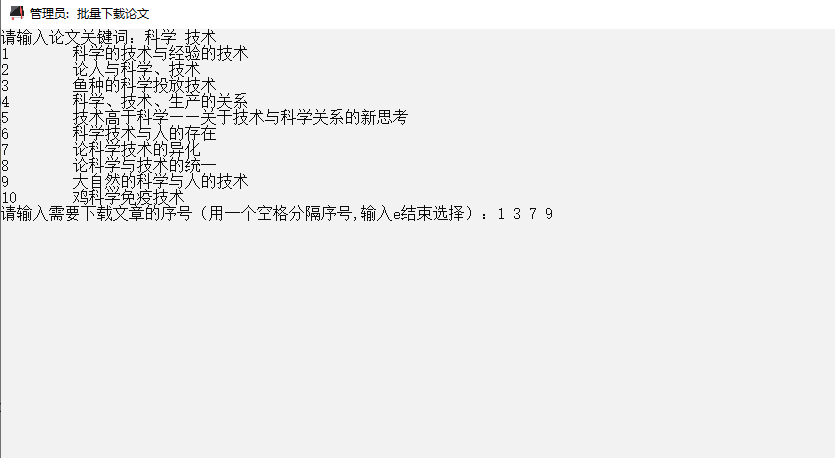 管理员: 批量下载论文
请输入论文关键词：科学 技术
1 科学的技术与经验的技术
2 论人与科学、技术
3 鱼种的科学投放技术
4 科学、技术、生产的关系
5 技术高于科学——关于技术与科学关系的新思考
6 科学技术与人的存在
7 论科学技术的异化
8 论科学与技术的统一
9 大自然的科学与人的技术
10 鸡科学免疫技术
请输入需要下载文章的序号（用一个空格分隔序号,输入e结束选择）：1 3 7 9